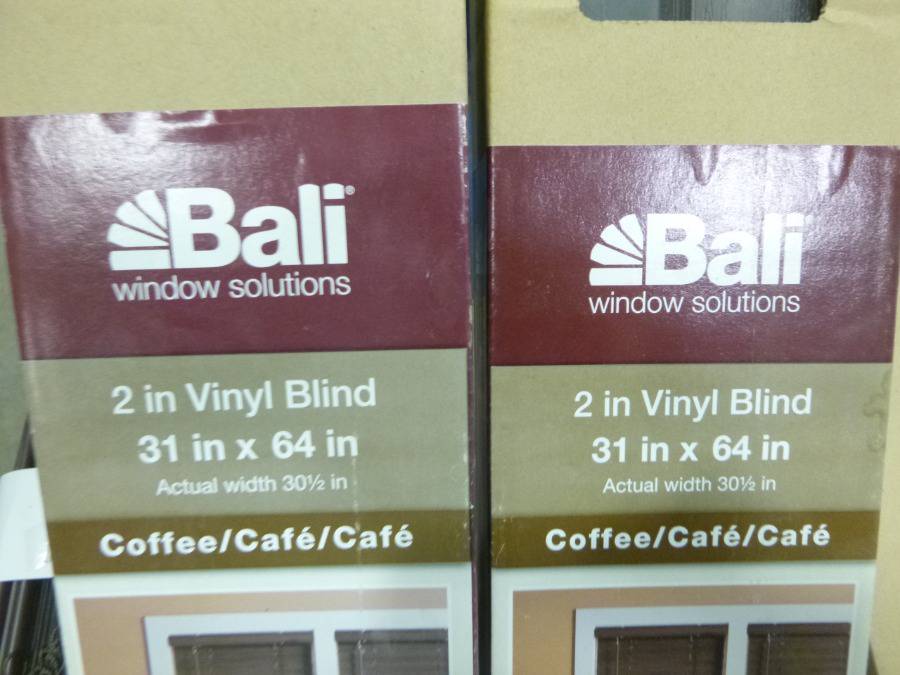 Bali®
window solutions
2 in Vinyl Blind
31 in x 64 in
Actual width 30½ in
Coffee/Café/Café
Bali
window solutions
2 in Vinyl Blind
31 in x 64 in
Actual width 30½ in
Coffee/Café/Café